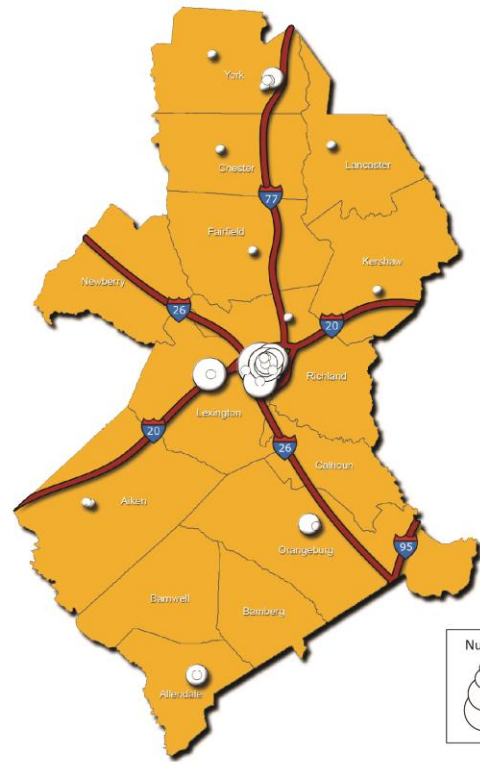 York
Chester
Lancaster
77
Fairfield
Kershaw
Newberry
26
20
Richland
Lexington
20
26
Calhoun
Aiken
Orangeburg
95
Barnwell
Bamberg
Allendale
Nu